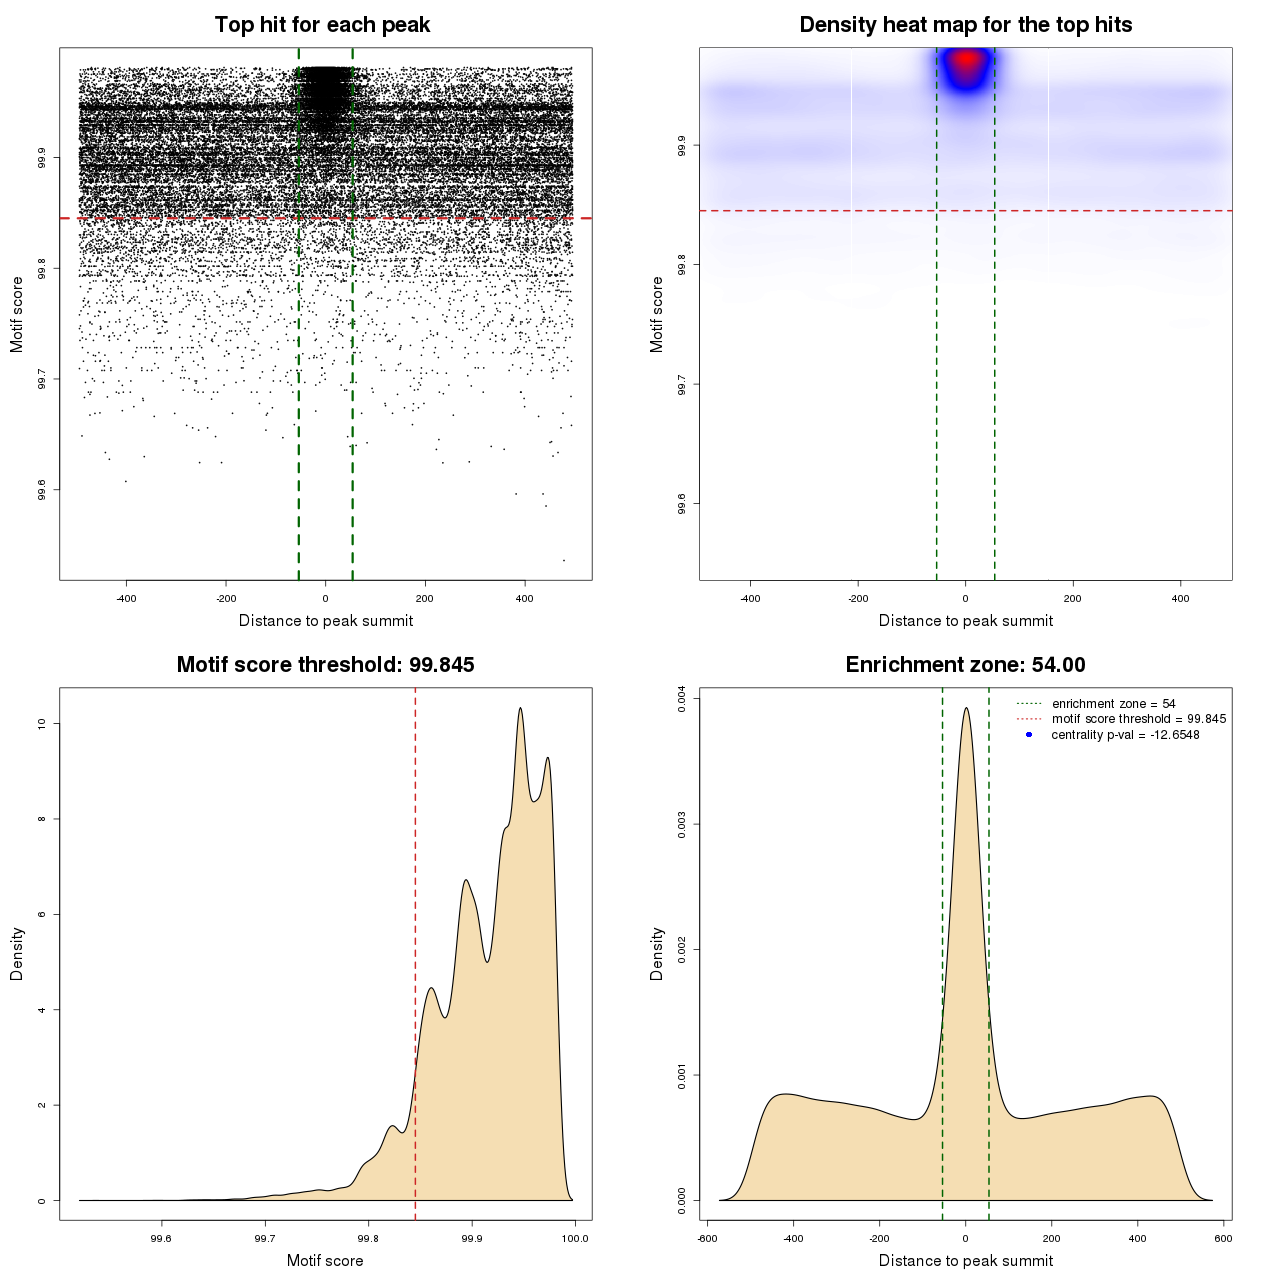 Top hit for each peak
Motif score
99.6
99.7
99.8
99.9
-400
-200
0
200
400
Distance to peak summit
Density heat map for the top hits
Motif score
99.6
99.7
99.8
99.9
-400
-200
0
200
400
Distance to peak summit
Motif score threshold: 99.845
Density
0
2
4
6
8
10
99.6
99.7
99.8
99.9
100.0
Motif score
Enrichment zone: 54.00
enrichment zone = 54
motif score threshold = 99.845
centrality p-val = -12.6548
Density
0.000
0.001
0.002
0.003
0.004
-600
-400
-200
0
200
400
600
Distance to peak summit